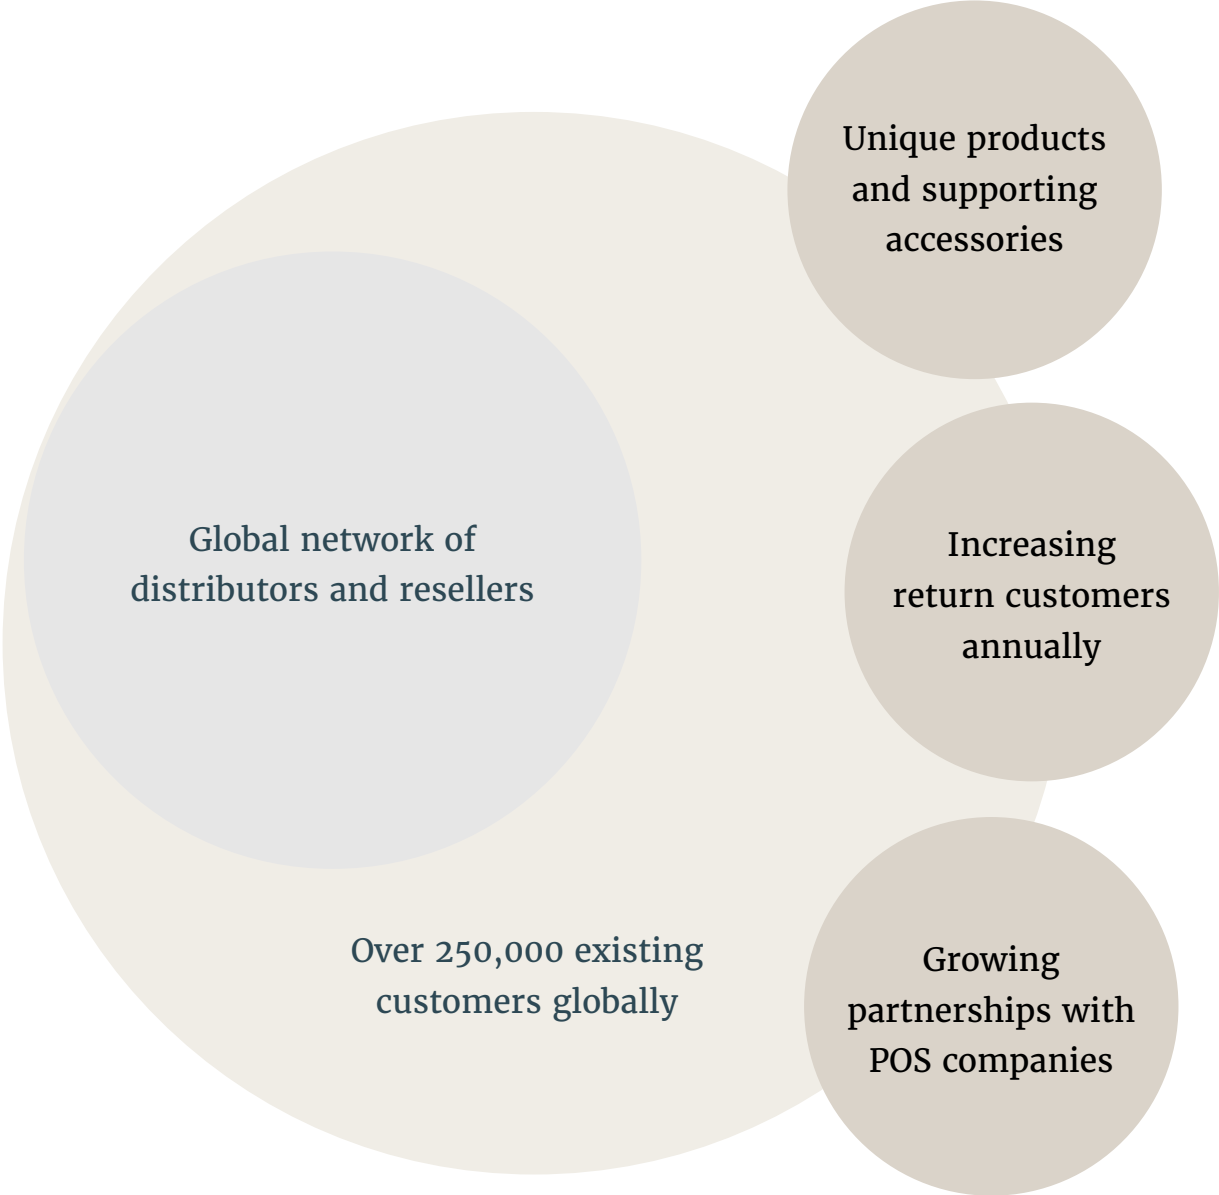 Unique products
and supporting
accessories
Global network of
distributors and resellers
Increasing
return customers
annually
Over 250,000 existing
customers globally
Growing
partnerships with
POS companies